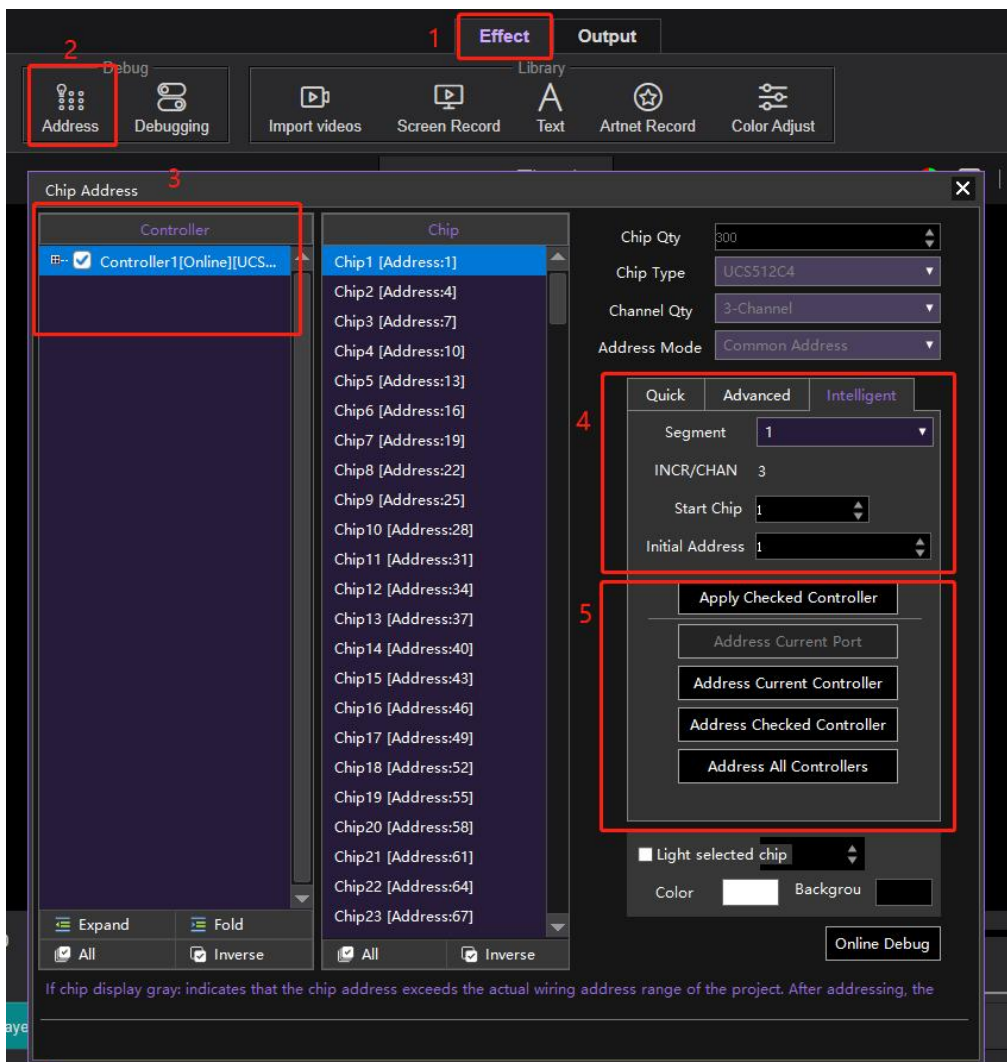 1
Effect
Output
2
Debug
Library
Address
Debugging
Import videos
Screen Record
Text
Artnet Record
Color Adjust
3
Chip Address
Controller
Controller1[Online][UCS...
Expand
Fold
All
Inverse
Chip
Chip1 [Address:1]
Chip2 [Address:4]
Chip3 [Address:7]
Chip4 [Address:10]
Chip5 [Address:13]
Chip6 [Address:16]
Chip7 [Address:19]
Chip8 [Address:22]
Chip9 [Address:25]
Chip10 [Address:28]
Chip11 [Address:31]
Chip12 [Address:34]
Chip13 [Address:37]
Chip14 [Address:40]
Chip15 [Address:43]
Chip16 [Address:46]
Chip17 [Address:49]
Chip18 [Address:52]
Chip19 [Address:55]
Chip20 [Address:58]
Chip21 [Address:61]
Chip22 [Address:64]
Chip23 [Address:67]
All
Inverse
Chip Qty 300
Chip Type UCS512C4
Channel Qty 3-Channel
Address Mode Common Address
4
Quick Advanced Intelligent
Segment 1
INCR/CHAN 3
Start Chip 1
Initial Address 1
5
Apply Checked Controller
Address Current Port
Address Current Controller
Address Checked Controller
Address All Controllers
Light selected chip
Color Backgrou
Online Debug
If chip display gray: indicates that the chip address exceeds the actual wiring address range of the project. After addressing, the
aye